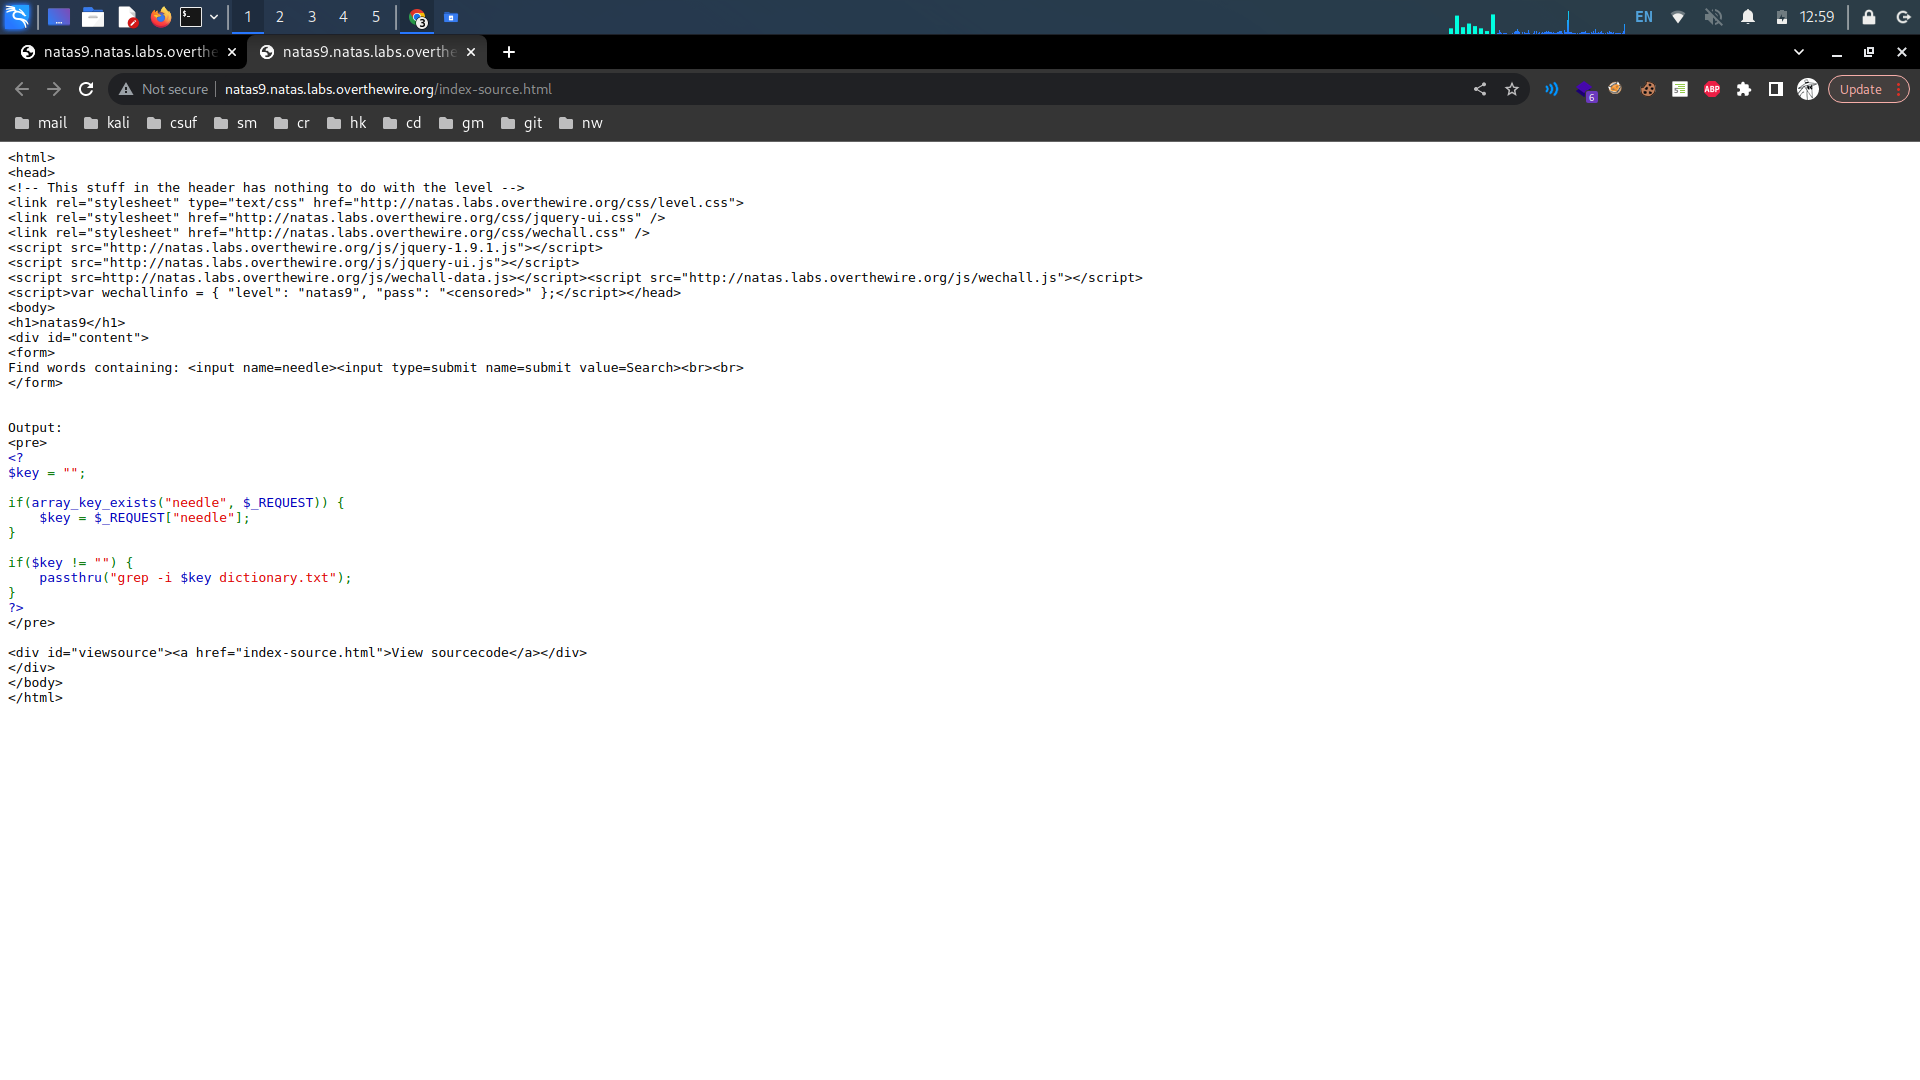 1 2 3 4 5 3 EN 12:59
natas9.natas.labs.overthe natas9.natas.labs.overthe
Not secure natas9.natas.labs.overthewire.org/index-source.html 6 ABP Update
mail kali csuf sm cr hk cd gm git nw
<html>
<head>
<!-- This stuff in the header has nothing to do with the level -->
<link rel="stylesheet" type="text/css" href="http://natas.labs.overthewire.org/css/level.css">
<link rel="stylesheet" href="http://natas.labs.overthewire.org/css/jquery-ui.css" />
<link rel="stylesheet" href="http://natas.labs.overthewire.org/css/wechall.css" />
<script src="http://natas.labs.overthewire.org/js/jquery-1.9.1.js"></script>
<script src="http://natas.labs.overthewire.org/js/jquery-ui.js"></script>
<script src=http://natas.labs.overthewire.org/js/wechall-data.js></script><script src="http://natas.labs.overthewire.org/js/wechall.js"></script>
<script>var wechallinfo = { "level": "natas9", "pass": "<censored>" };</script></head>
<body>
<h1>natas9</h1>
<div id="content">
<form>
Find words containing: <input name=needle><input type=submit name=submit value=Search><br><br>
</form>
Output:
<pre>
<?
$key = "";
if(array_key_exists("needle", $_REQUEST)) {
$key = $_REQUEST["needle"];
}
if($key != "") {
passthru("grep -i $key dictionary.txt");
}
?>
</pre>
<div id="viewsource"><a href="index-source.html">View sourcecode</a></div>
</div>
</body>
</html>